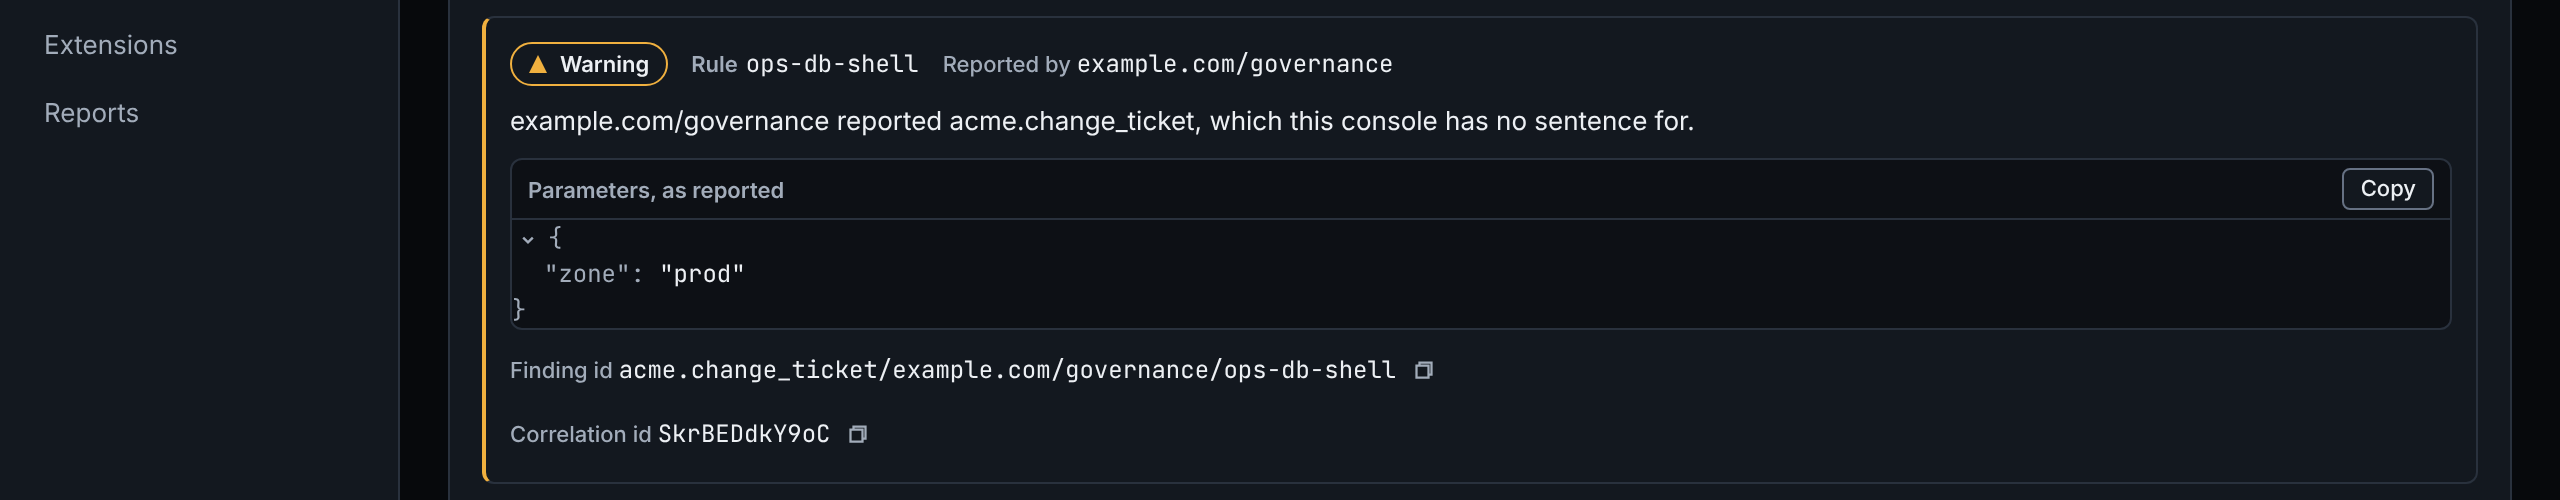 Extensions
Reports
Warning Rule ops-db-shell Reported by example.com/governance
example.com/governance reported acme.change_ticket, which this console has no sentence for.
Parameters, as reported Copy
{
"zone": "prod"
}
Finding id acme.change_ticket/example.com/governance/ops-db-shell
Correlation id SkrBEDdkY9oC